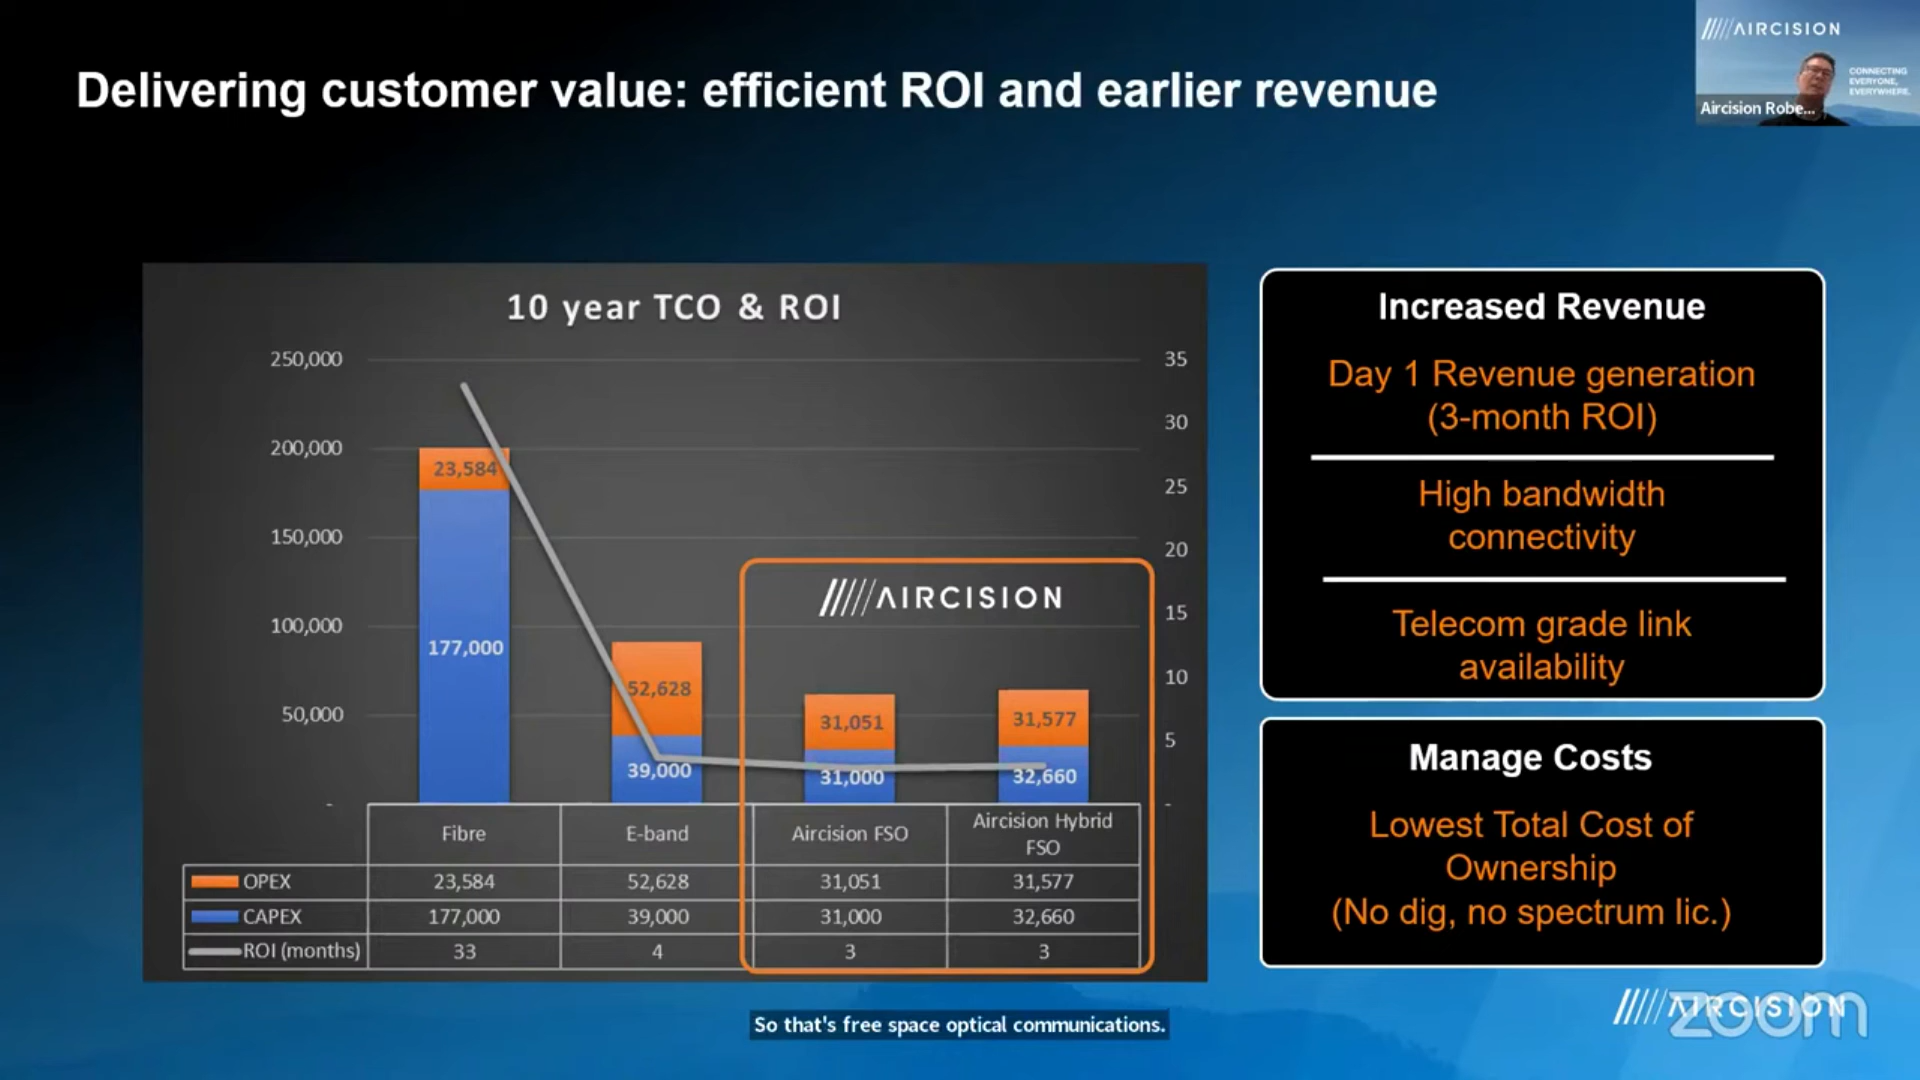 Delivering customer value: efficient ROI and earlier revenue
AIRCISION
CONNECTING
EVERYONE,
EVERYWHERE.
Aircision Robe...
10 year TCO & ROI
250,000
200,000
150,000
100,000
50,000
-
35
30
25
20
15
10
5
-
23,584
177,000
52,628
39,000
AIRCISION
31,051
31,000
31,577
32,660
Fibre E-band Aircision FSO Aircision Hybrid
FSO
OPEX 23,584 52,628 31,051 31,577
CAPEX 177,000 39,000 31,000 32,660
ROI (months) 33 4 3 3
Increased Revenue
Day 1 Revenue generation
(3-month ROI)
High bandwidth
connectivity
Telecom grade link
availability
Manage Costs
Lowest Total Cost of
Ownership
(No dig, no spectrum lic.)
So that's free space optical communications.
AIRCISION
zoom